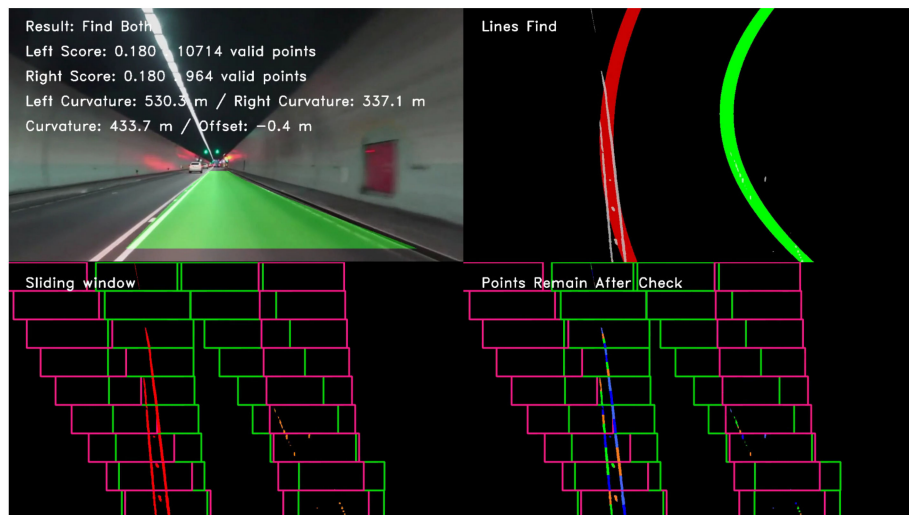 Result: Find Both
Left Score: 0.180 10714 valid points
Right Score: 0.180 964 valid points
Left Curvature: 530.3 m / Right Curvature: 337.1 m
Curvature: 433.7 m / Offset: -0.4 m
Lines Find
Sliding window
Points Remain After Check